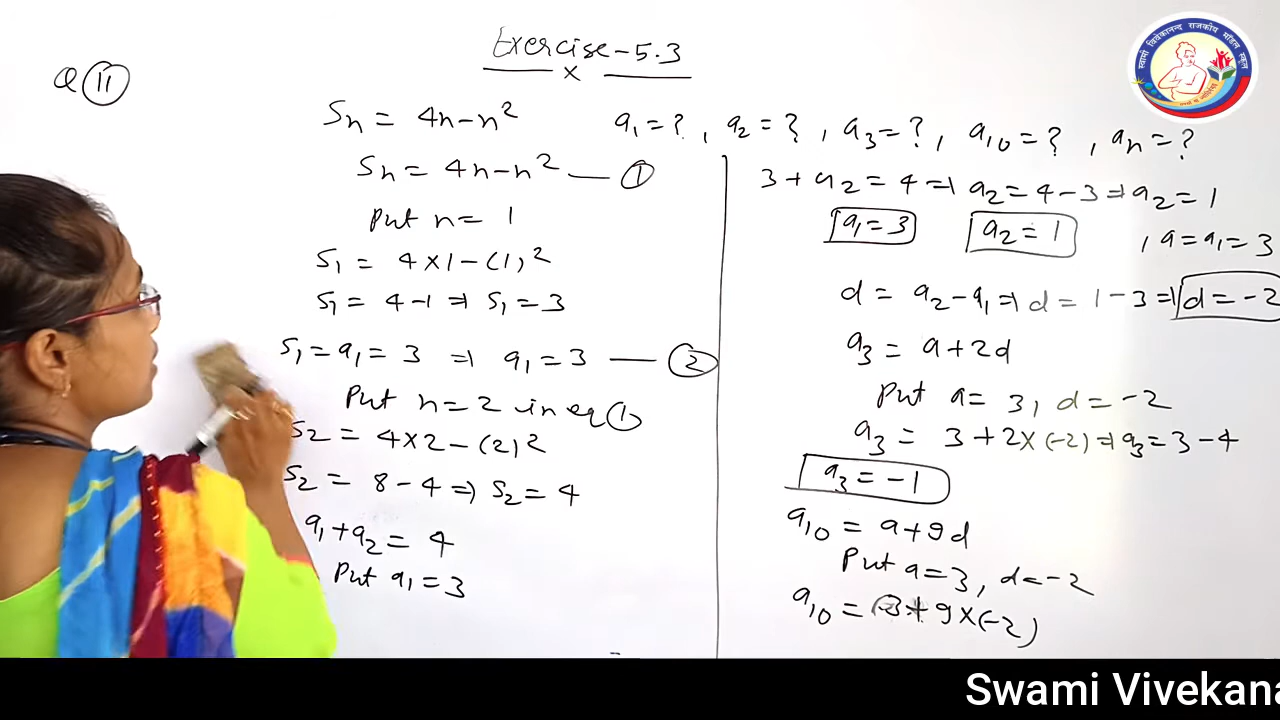 Exercise-5.3
x
Q 11
Sn = 4n-n²
a1=?, a2=?, a3=?, a10=?, an=?
Sn = 4n-n² — ①
Put n= 1
S1 = 4×1-(1)²
S1 = 4-1 ⇒ S1=3
S1=a1=3 ⇒ a1=3 — ②
Put n=2 in eq ①
S2 = 4×2-(2)²
S2 = 8-4 ⇒ S2=4
a1+a2=4
Put a1=3
3+a2=4 ⇒ a2=4-3 ⇒ a2=1
a1=3 a2=1 , a=a1=3
d= a2-a1 ⇒ d= 1-3 ⇒ d=-2
a3= a+2d
Put a= 3, d=-2
a3= 3+2×(-2) ⇒ a3=3-4
a3=-1
a10= a+9d
Put a=3, d=-2
a10= 3+9×(-2)
स्वामी विवेकानन्द राजकीय मॉडल स्कूल
Swami Vivekana